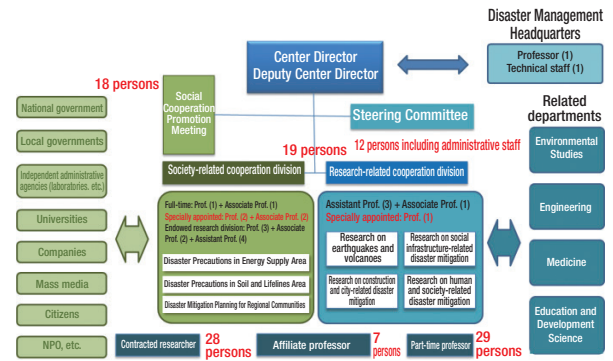 Disaster Management
Headquarters
Professor (1)
Technical staff (1)
Center Director
Deputy Center Director
18 persons
Social
Cooperation
Promotion
Meeting
Steering Committee
19 persons
12 persons including administrative staff
Society-related cooperation division
Research-related cooperation division
National government
Local governments
Independent administrative
agencies (laboratories. etc.)
Universities
Companies
Mass media
Citizens
NPO, etc.
Full-time: Prof. (1) + Associate Prof. (1)
Specially appointed: Prof. (2) + Associate Prof. (2)
Endowed research division: Prof. (3) + Associate
Prof. (2) + Assistant Prof. (4)
Disaster Precautions in Energy Supply Area
Disaster Precautions in Soil and Lifelines Area
Disaster Mitigation Planning for Regional Communities
Assistant Prof. (3) + Associate Prof. (1)
Specially appointed: Prof. (1)
Research on
earthquakes and
volcanoes
Research on social
infrastructure-related
disaster mitigation
Research on construction
and city-related disaster
mitigation
Research on human
and society-related
disaster mitigation
Related
departments
Environmental
Studies
Engineering
Medicine
Education and
Development
Science
Contracted researcher
28
persons
Affiliate professor
7
persons
Part-time professor
29
persons